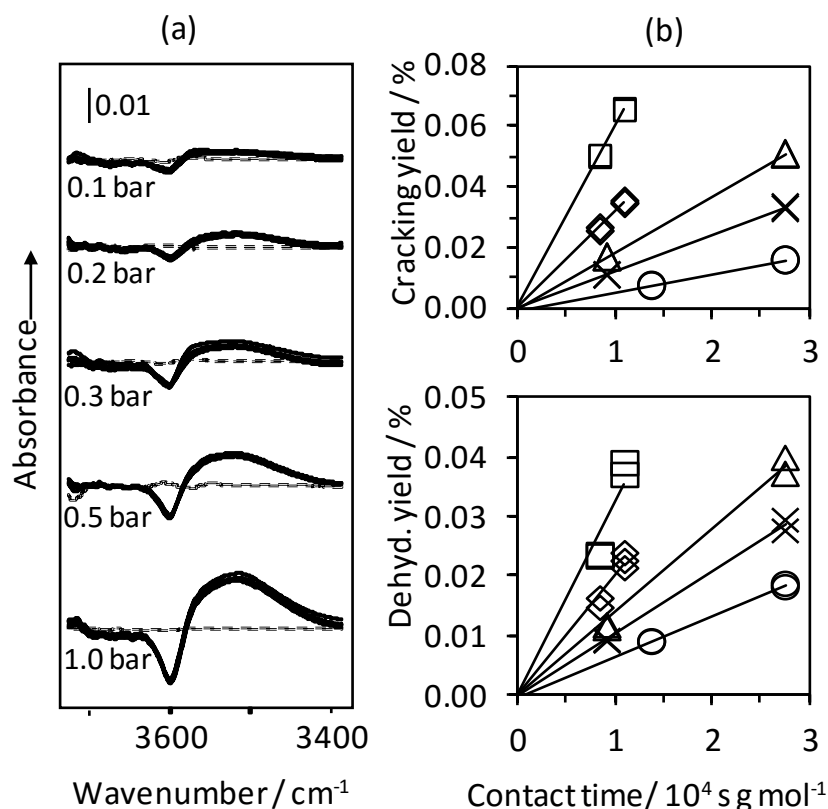 (a)
0.01
0.1 bar
0.2 bar
0.3 bar
0.5 bar
1.0 bar
Absorbance
3600 3400
Wavenumber / cm-1
(b)
0.08
0.06
0.04
0.02
0.00
Cracking yield / %
0 1 2 3
0.05
0.04
0.03
0.02
0.01
0.00
Dehyd. yield / %
0 1 2 3
Contact time/ 10⁴ s g mol-1